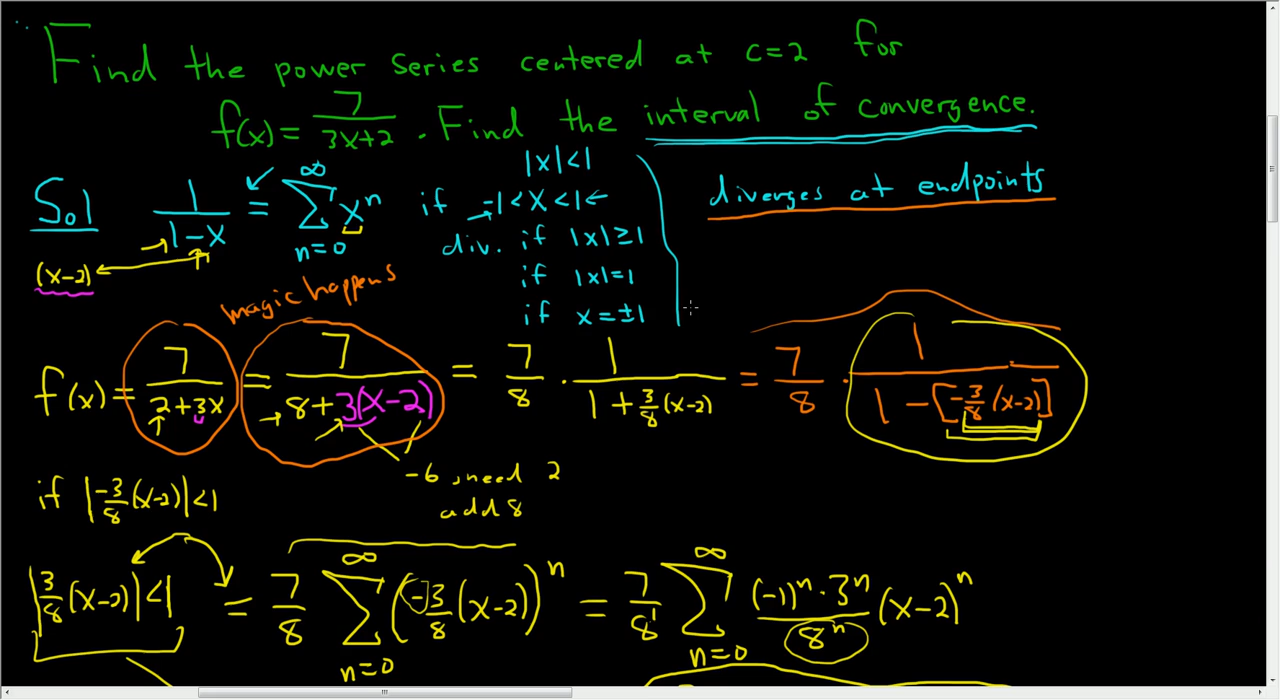 Find the power series centered at c=2 for
f(x) = 7/(3x+2). Find the interval of convergence.
Sol 1/(1-x) = ∑_{n=0}^{∞} x^n if -1<x<1
|x|<1
div. if |x|≥1
if |x|=1
if x=±1
diverges at endpoints
(x-2)
magic happens
f(x) = 7/(2+3x) = 7/(8+3(x-2)) = 7/8 · 1/(1+3/8(x-2)) = 7/8 · 1/(1-[-3/8(x-2)])
-6, need 2
add 8
if |-3/8(x-2)|<1
|3/8(x-2)|<1 = 7/8 ∑_{n=0}^{∞} (-3/8(x-2))^n = 7/8^1 ∑_{n=0}^{∞} (-1)^n·3^n/8^n (x-2)^n